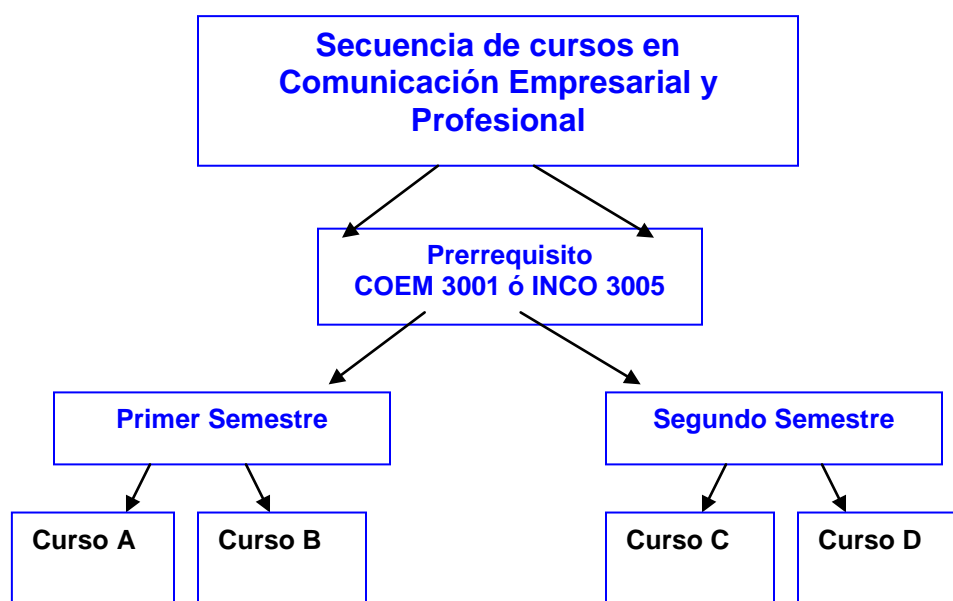 Secuencia de cursos en
Comunicación Empresarial y
Profesional
Prerrequisito
COEM 3001 ó INCO 3005
Primer Semestre
Segundo Semestre
Curso A
Curso B
Curso C
Curso D